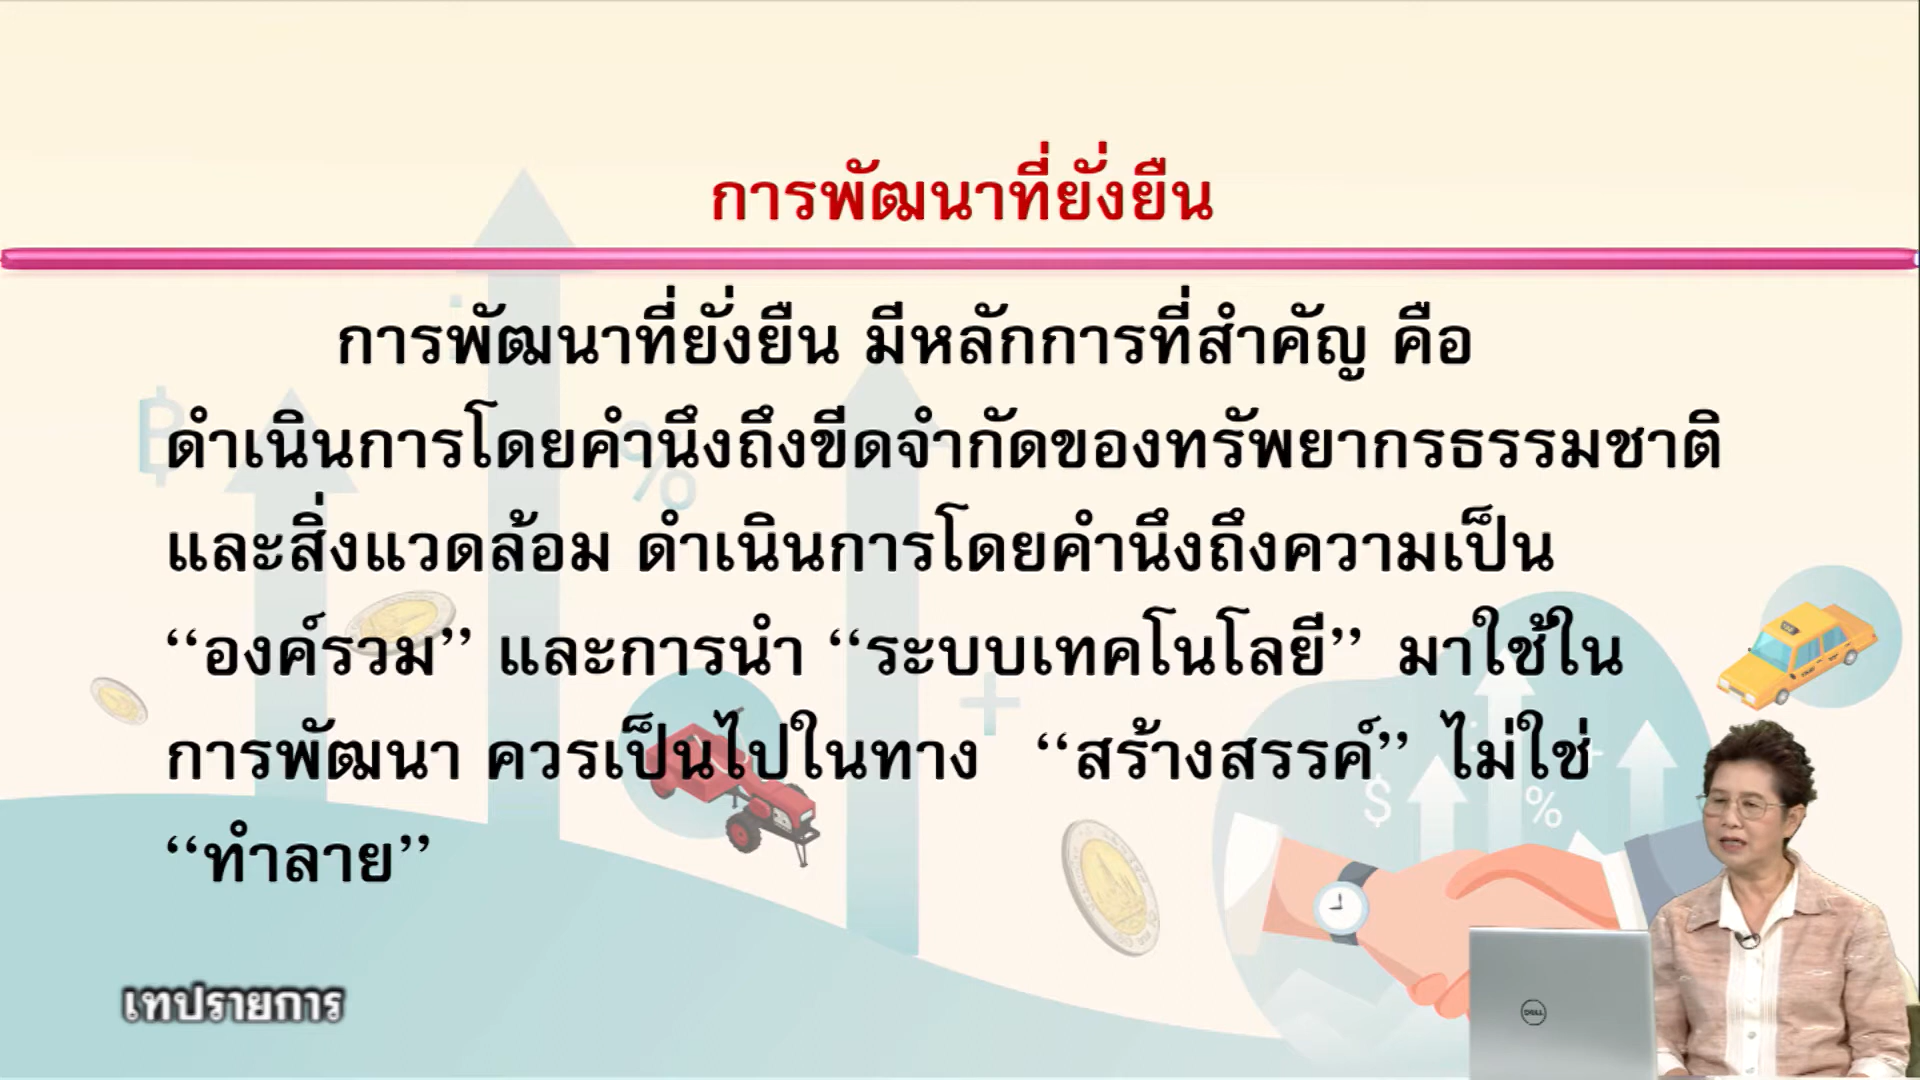 การพัฒนาที่ยั่งยืน
การพัฒนาที่ยั่งยืน มีหลักการที่สำคัญ คือ
ดำเนินการโดยคำนึงถึงขีดจำกัดของทรัพยากรธรรมชาติ
และสิ่งแวดล้อม ดำเนินการโดยคำนึงถึงความเป็น
“องค์รวม” และการนำ “ระบบเทคโนโลยี” มาใช้ใน
การพัฒนา ควรเป็นไปในทาง “สร้างสรรค์” ไม่ใช่
“ทำลาย”
เทปรายการ
DELL